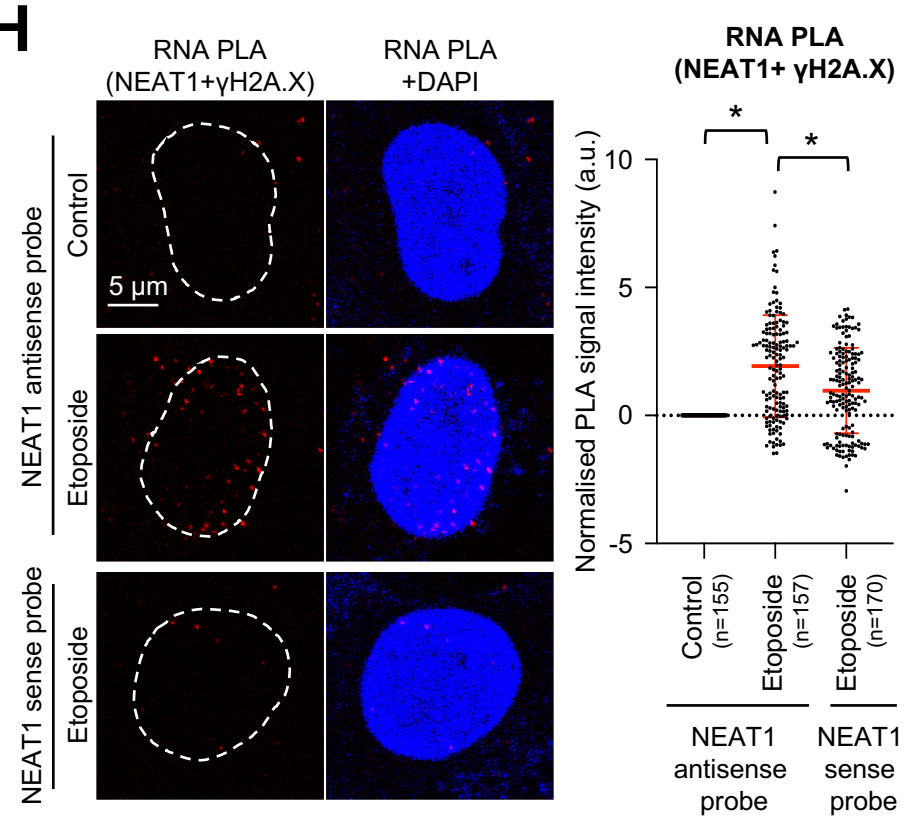 RNA PLA
(NEAT1+γH2A.X)
RNA PLA
+DAPI
NEAT1 antisense probe
Control
5 µm
Etoposide
NEAT1 sense probe
Etoposide
RNA PLA
(NEAT1+ γH2A.X)
Normalised PLA signal intensity (a.u.)
* *
10
5
0
-5
Control
(n=155)
Etoposide
(n=157)
Etoposide
(n=170)
NEAT1
antisense
probe
NEAT1
sense
probe